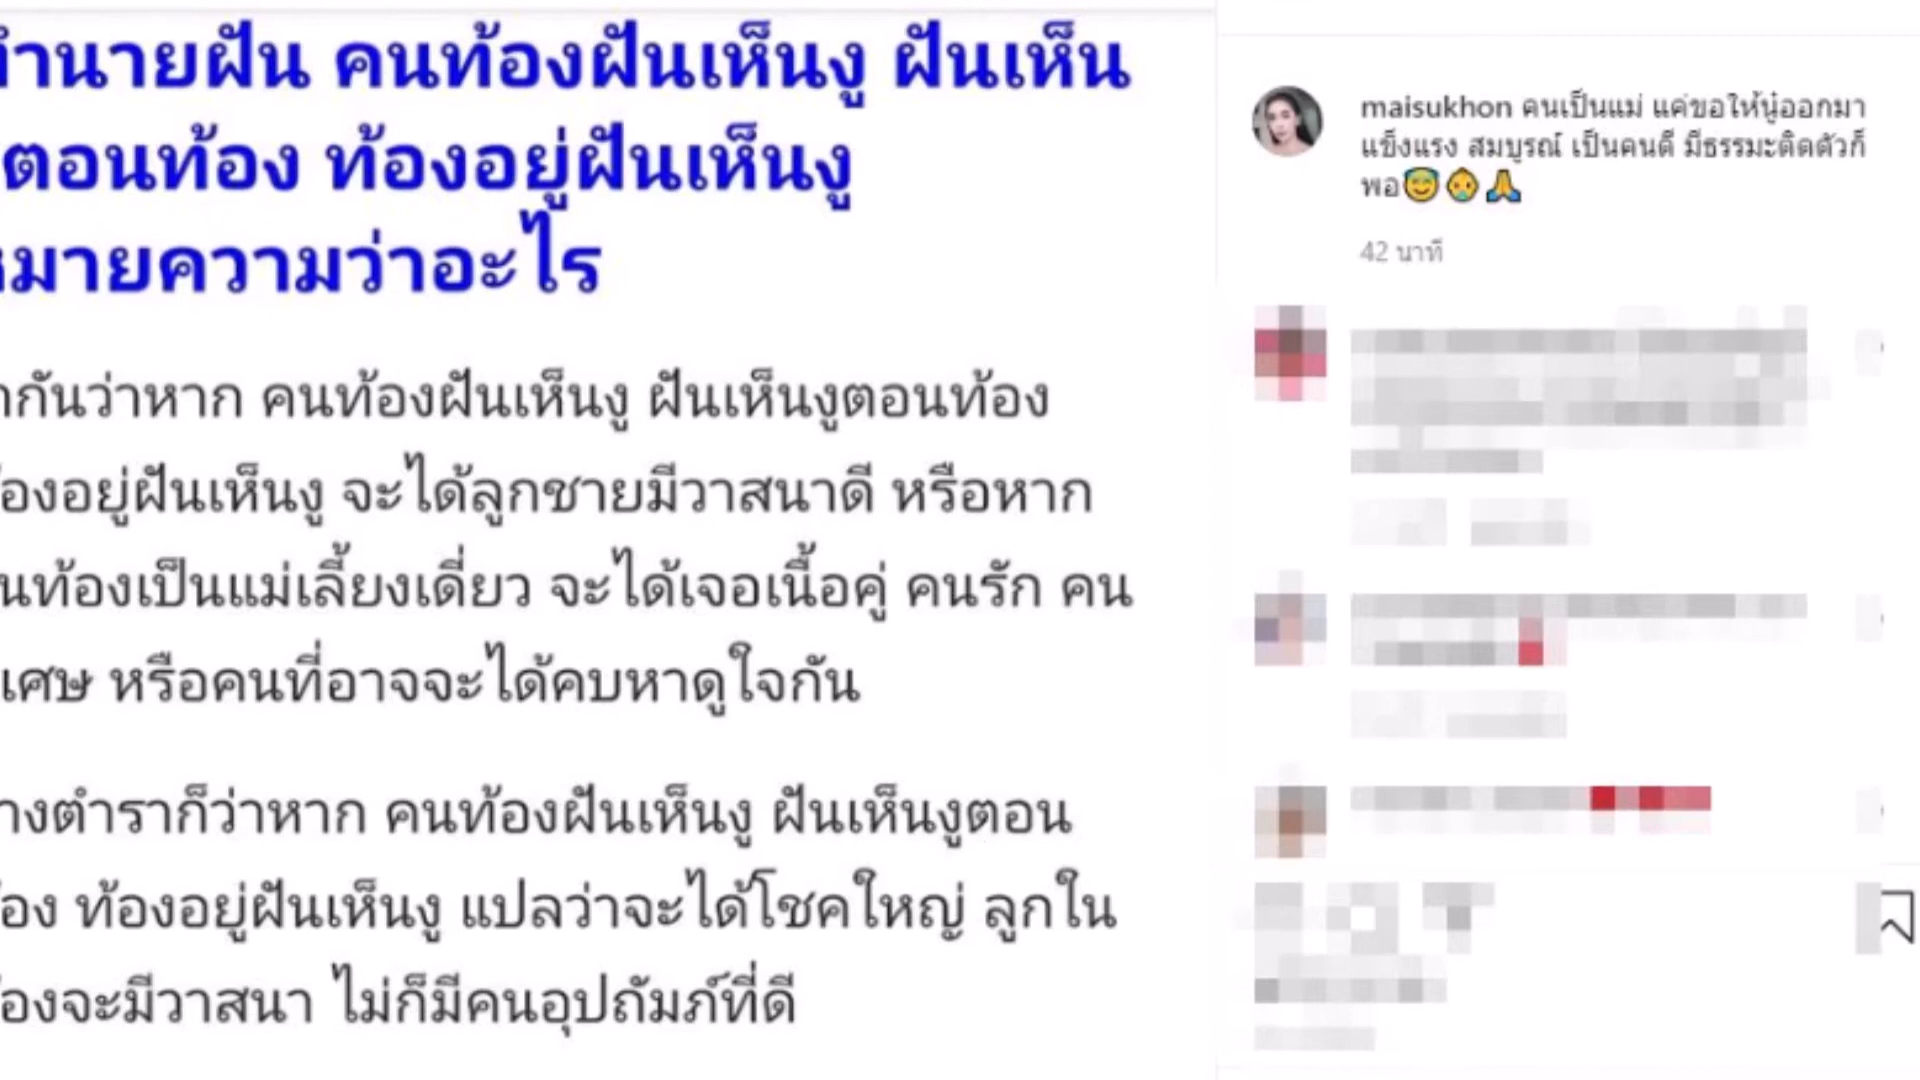 ทำนายฝัน คนท้องฝันเห็นงู ฝันเห็น
ตอนท้อง ท้องอยู่ฝันเห็นงู
หมายความว่าอะไร
กันว่าหาก คนท้องฝันเห็นงู ฝันเห็นงูตอนท้อง
ท้องอยู่ฝันเห็นงู จะได้ลูกชายมีวาสนาดี หรือหาก
คนท้องเป็นแม่เลี้ยงเดี่ยว จะได้เจอเนื้อคู่ คนรัก คน
เศษ หรือคนที่อาจจะได้คบหาดูใจกัน
างตำราก็ว่าหาก คนท้องฝันเห็นงู ฝันเห็นงูตอน
ท้อง ท้องอยู่ฝันเห็นงู แปลว่าจะได้โชคใหญ่ ลูกใน
ท้องจะมีวาสนา ไม่ก็มีคนอุปถัมภ์ที่ดี
maisukhon คนเป็นแม่ แค่ขอให้นู๋ออกมา
แข็งแรง สมบูรณ์ เป็นคนดี มีธรรมะติดตัวก็
พอ😇👶🙏
42 นาที